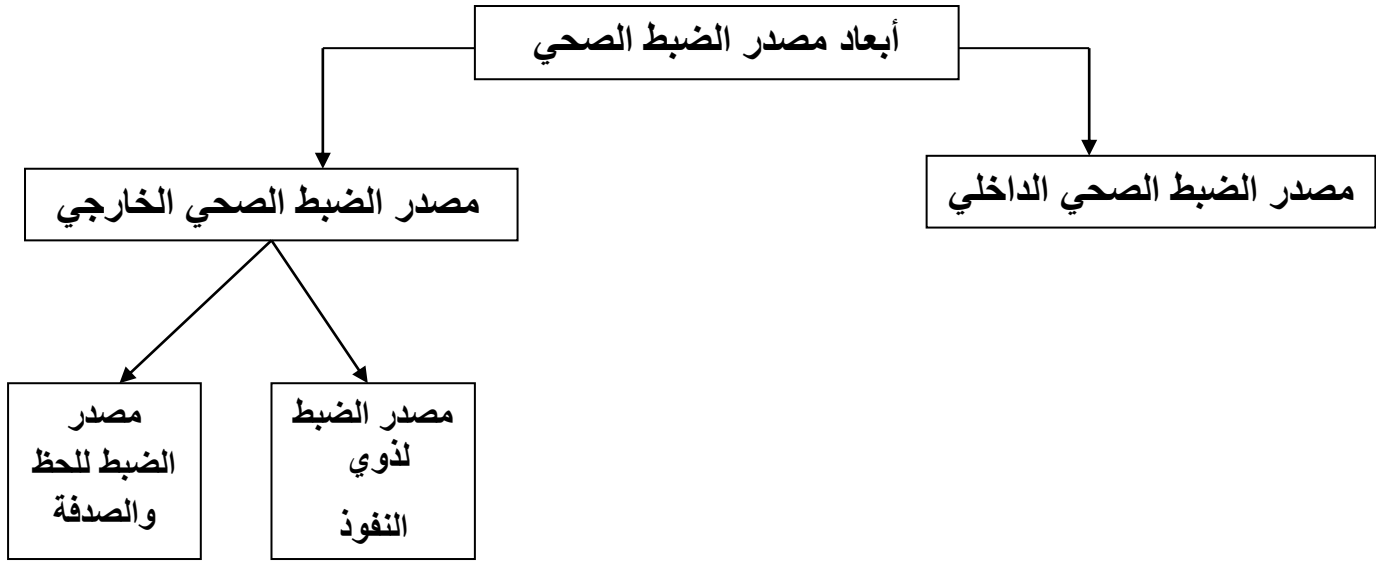 أبعاد مصدر الضبط الصحي
مصدر الضبط الصحي الداخلي
مصدر الضبط الصحي الخارجي
مصدر الضبط
لذوي
النفوذ
مصدر
الضبط للحظ
والصدفة